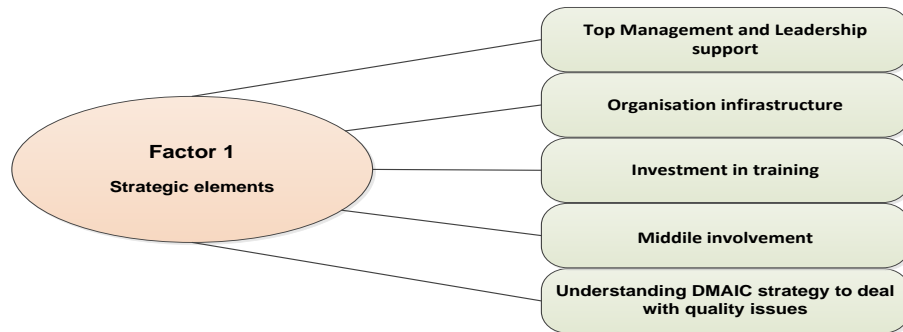 Top Management and Leadership
support
Organisation infirastructure
Factor 1
Strategic elements
Investment in training
Middile involvement
Understanding DMAIC strategy to deal
with quality issues